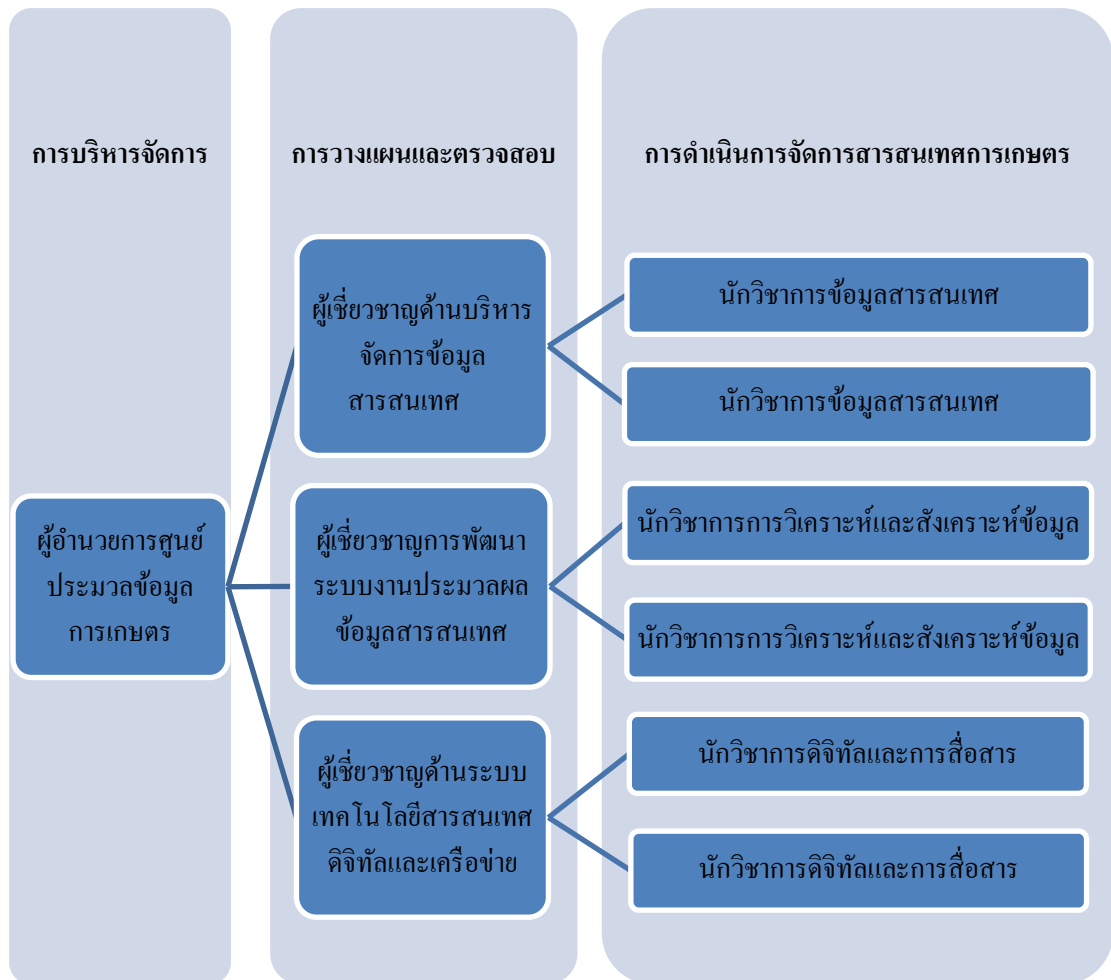 การบริหารจัดการ
การวางแผนและตรวจสอบ
การดำเนินการจัดการสารสนเทศการเกษตร
ผู้อำนวยการศูนย์
ประมวลข้อมูล
การเกษตร
ผู้เชี่ยวชาญด้านบริหาร
จัดการข้อมูล
สารสนเทศ
นักวิชาการข้อมูลสารสนเทศ
นักวิชาการข้อมูลสารสนเทศ
ผู้เชี่ยวชาญการพัฒนา
ระบบงานประมวลผล
ข้อมูลสารสนเทศ
นักวิชาการการวิเคราะห์และสังเคราะห์ข้อมูล
นักวิชาการการวิเคราะห์และสังเคราะห์ข้อมูล
ผู้เชี่ยวชาญด้านระบบ
เทคโนโลยีสารสนเทศ
ดิจิทัลและเครือข่าย
นักวิชาการดิจิทัลและการสื่อสาร
นักวิชาการดิจิทัลและการสื่อสาร